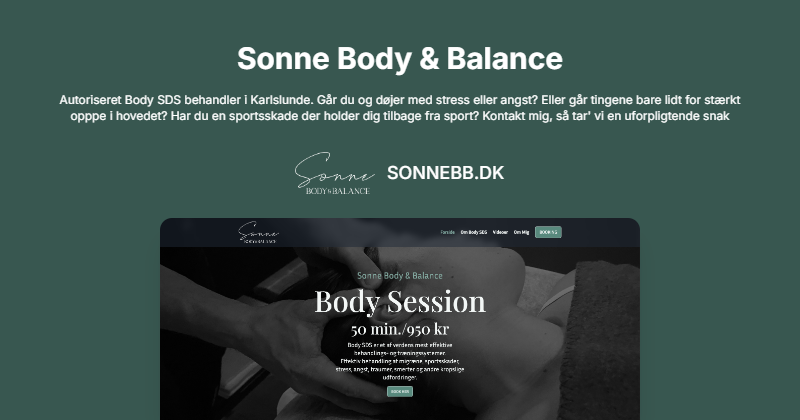 Sonne Body & Balance
Autoriseret Body SDS behandler i Karlslunde. Går du og døjer med stress eller angst? Eller går tingene bare lidt for stærkt
opppe i hovedet? Har du en sportsskade der holder dig tilbage fra sport? Kontakt mig, så tar' vi en uforpligtende snak
Sonne
BODY & BALANCE
SONNEBB.DK
Sonne
BODY & BALANCE
Forside Om Body SDS Videoer Om Mig BOOK NU
Sonne Body & Balance
Body Session
50 min./950 kr
Body SDS er et af verdens mest effektive
behandlings- og træningssystemer.
Effektiv behandling af migræne, sportsskader,
stress, angst, traumer, smerter og andre kropslige
udfordringer.
BOOK NU